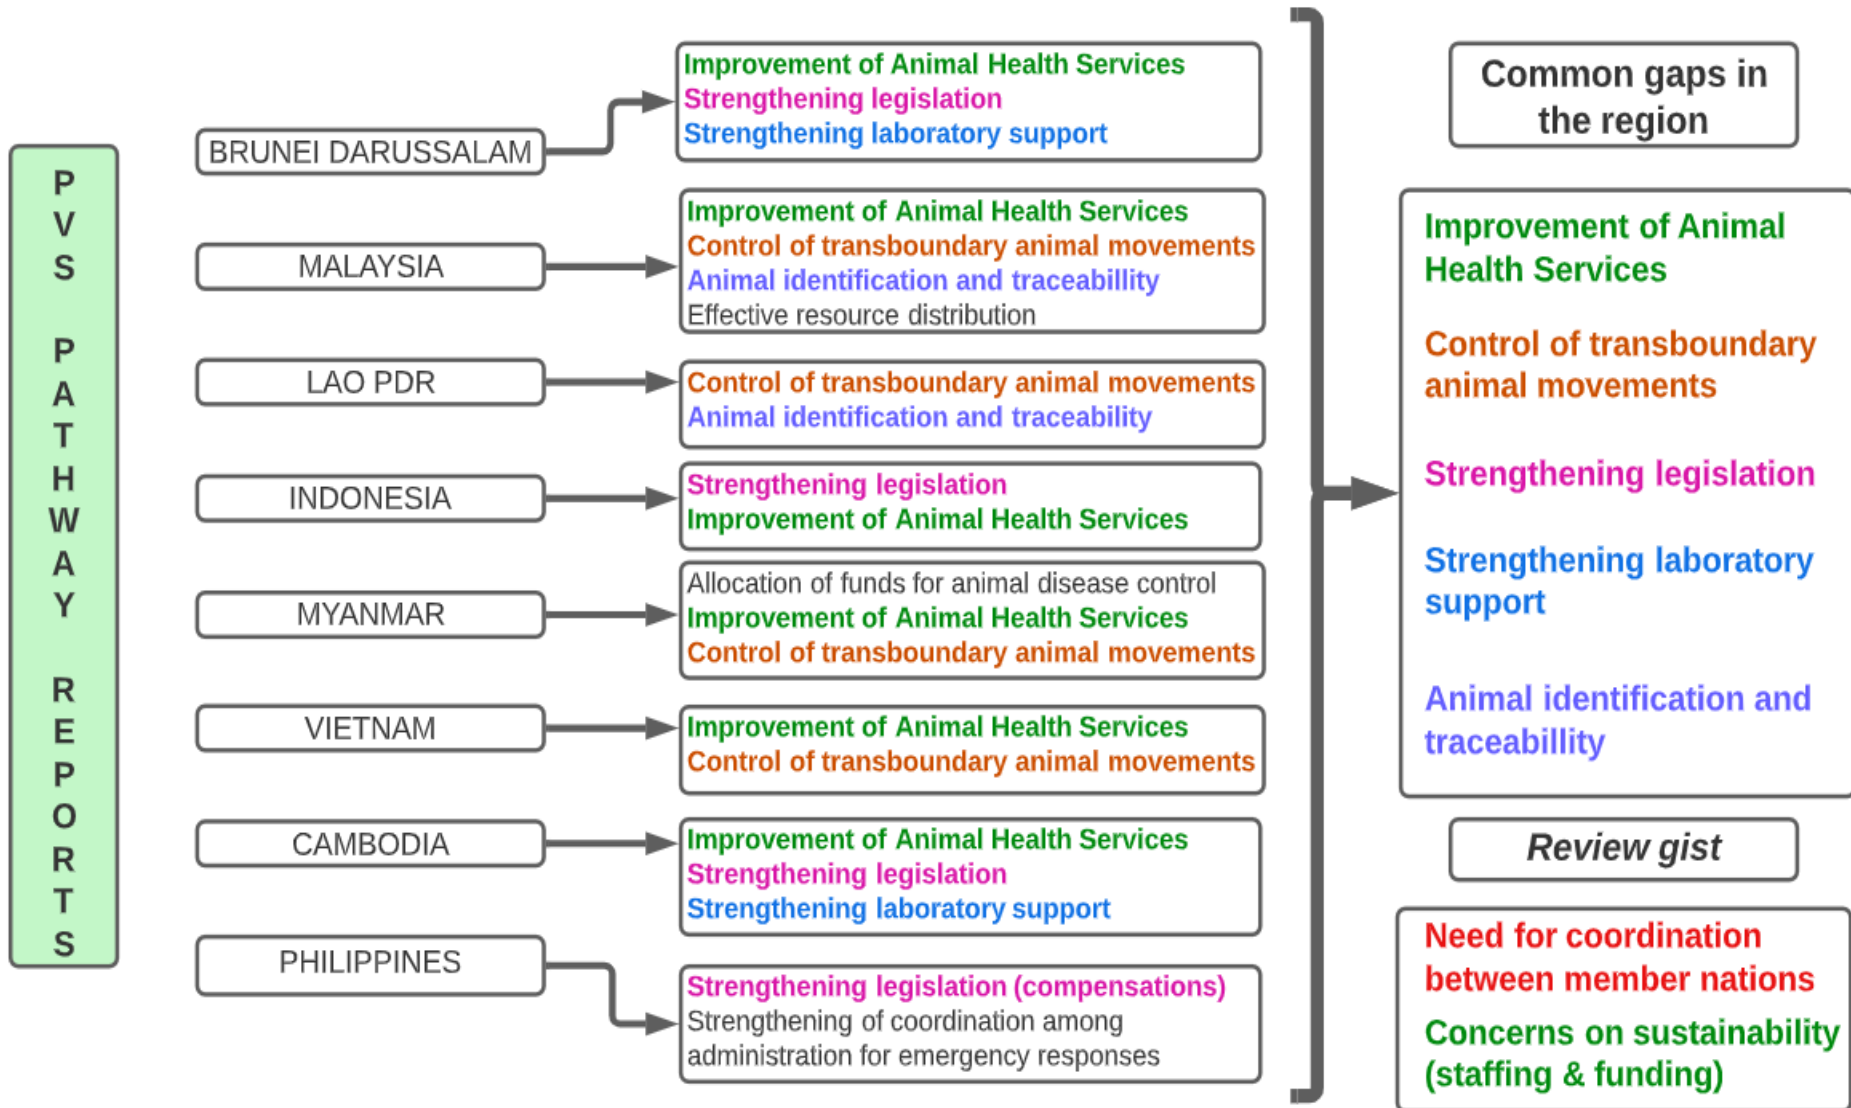 PVS PATHWAY REPORTS
BRUNEI DARUSSALAM
Improvement of Animal Health Services
Strengthening legislation
Strengthening laboratory support
MALAYSIA
Improvement of Animal Health Services
Control of transboundary animal movements
Animal identification and traceabillity
Effective resource distribution
LAO PDR
Control of transboundary animal movements
Animal identification and traceability
INDONESIA
Strengthening legislation
Improvement of Animal Health Services
MYANMAR
Allocation of funds for animal disease control
Improvement of Animal Health Services
Control of transboundary animal movements
VIETNAM
Improvement of Animal Health Services
Control of transboundary animal movements
CAMBODIA
Improvement of Animal Health Services
Strengthening legislation
Strengthening laboratory support
PHILIPPINES
Strengthening legislation (compensations)
Strengthening of coordination among
administration for emergency responses
Common gaps in
the region
Improvement of Animal
Health Services
Control of transboundary
animal movements
Strengthening legislation
Strengthening laboratory
support
Animal identification and
traceabillity
Review gist
Need for coordination
between member nations
Concerns on sustainability
(staffing & funding)